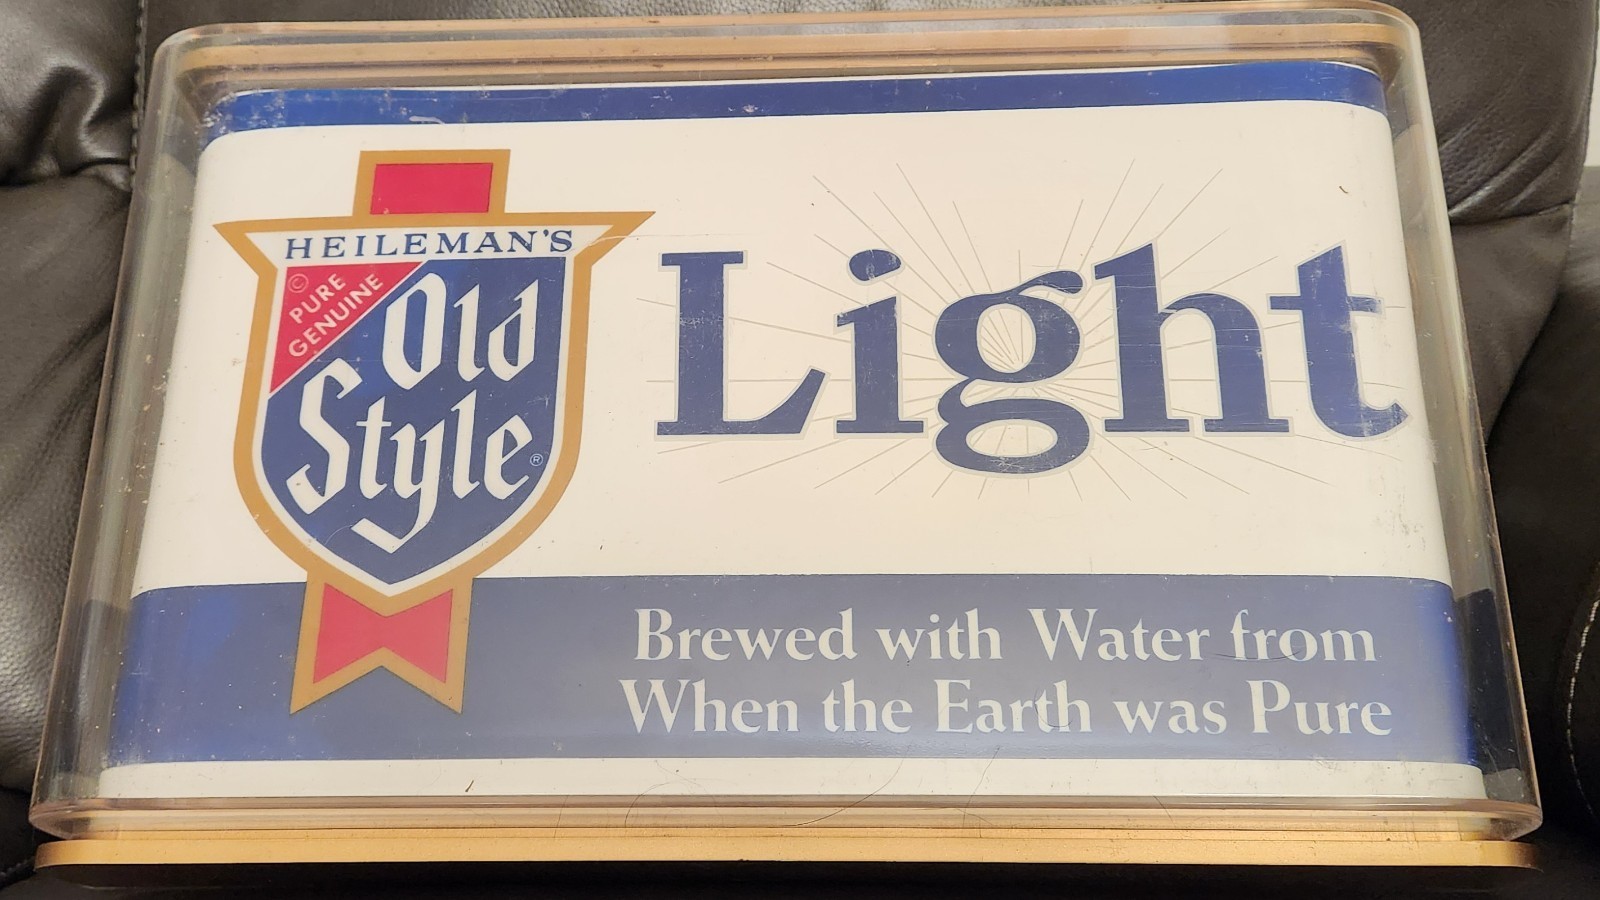 HEILEMAN'S
© PURE
GENUINE
Old
Style®
Light
Brewed with Water from
When the Earth was Pure